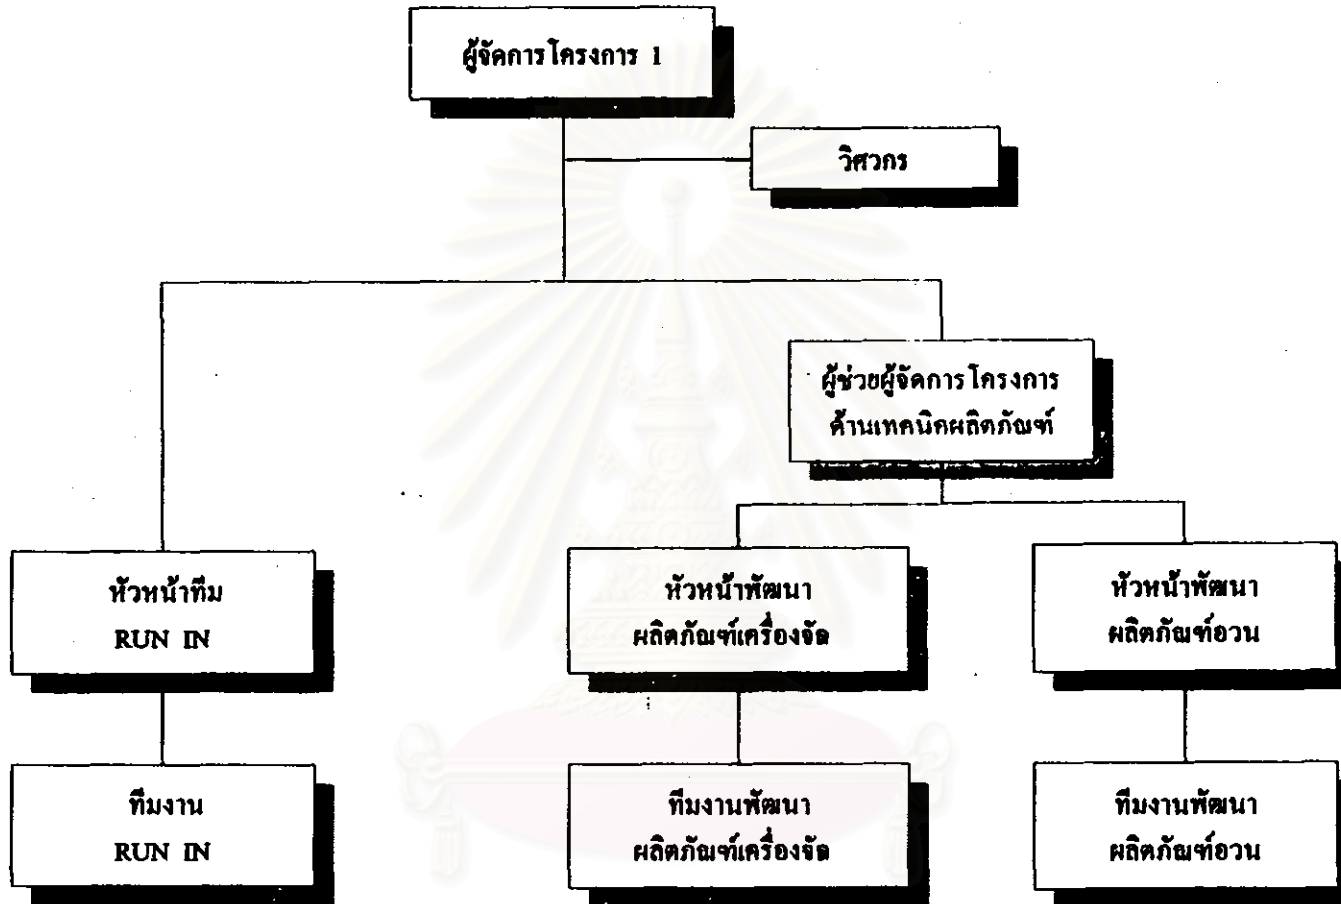 ผู้จัดการโครงการ 1
วิศวกร
ผู้ช่วยผู้จัดการโครงการ
ด้านเทคนิคผลิตภัณฑ์
หัวหน้าทีม
RUN IN
หัวหน้าพัฒนา
ผลิตภัณฑ์เครื่องจัด
หัวหน้าพัฒนา
ผลิตภัณฑ์อวน
ทีมงาน
RUN IN
ทีมงานพัฒนา
ผลิตภัณฑ์เครื่องจัด
ทีมงานพัฒนา
ผลิตภัณฑ์อวน